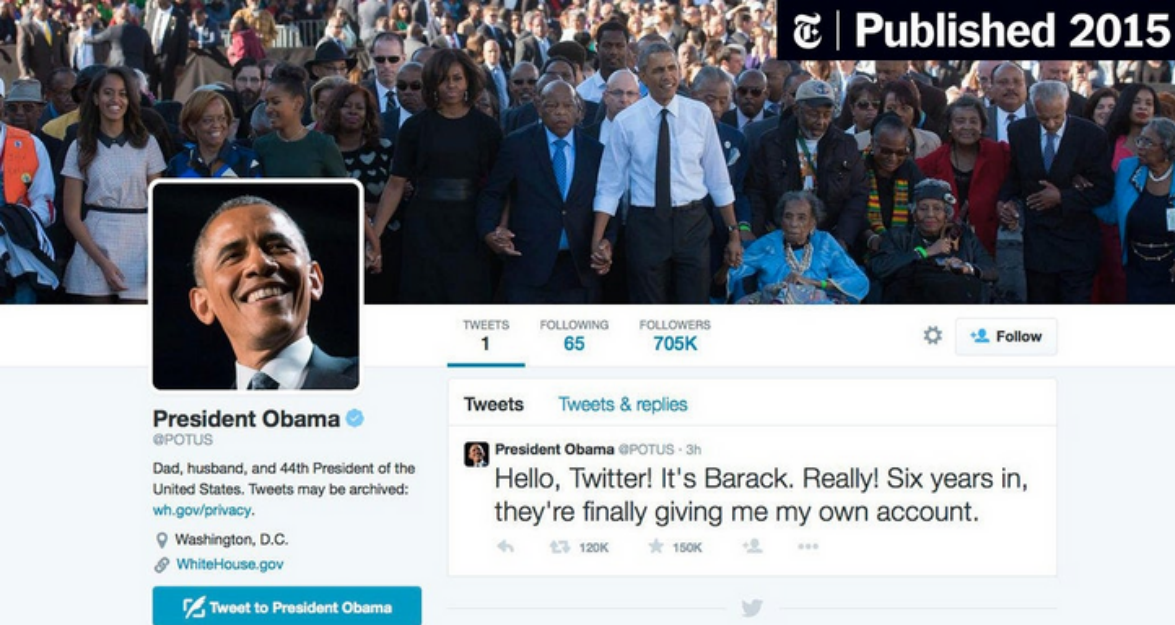 Published 2015
TWEETS
1
FOLLOWING
65
FOLLOWERS
705K
Follow
President Obama
@POTUS
Dad, husband, and 44th President of the
United States. Tweets may be archived:
wh.gov/privacy.
Washington, D.C.
WhiteHouse.gov
Tweet to President Obama
Tweets Tweets & replies
President Obama @POTUS · 3h
Hello, Twitter! It's Barack. Really! Six years in,
they're finally giving me my own account.
120K 150K